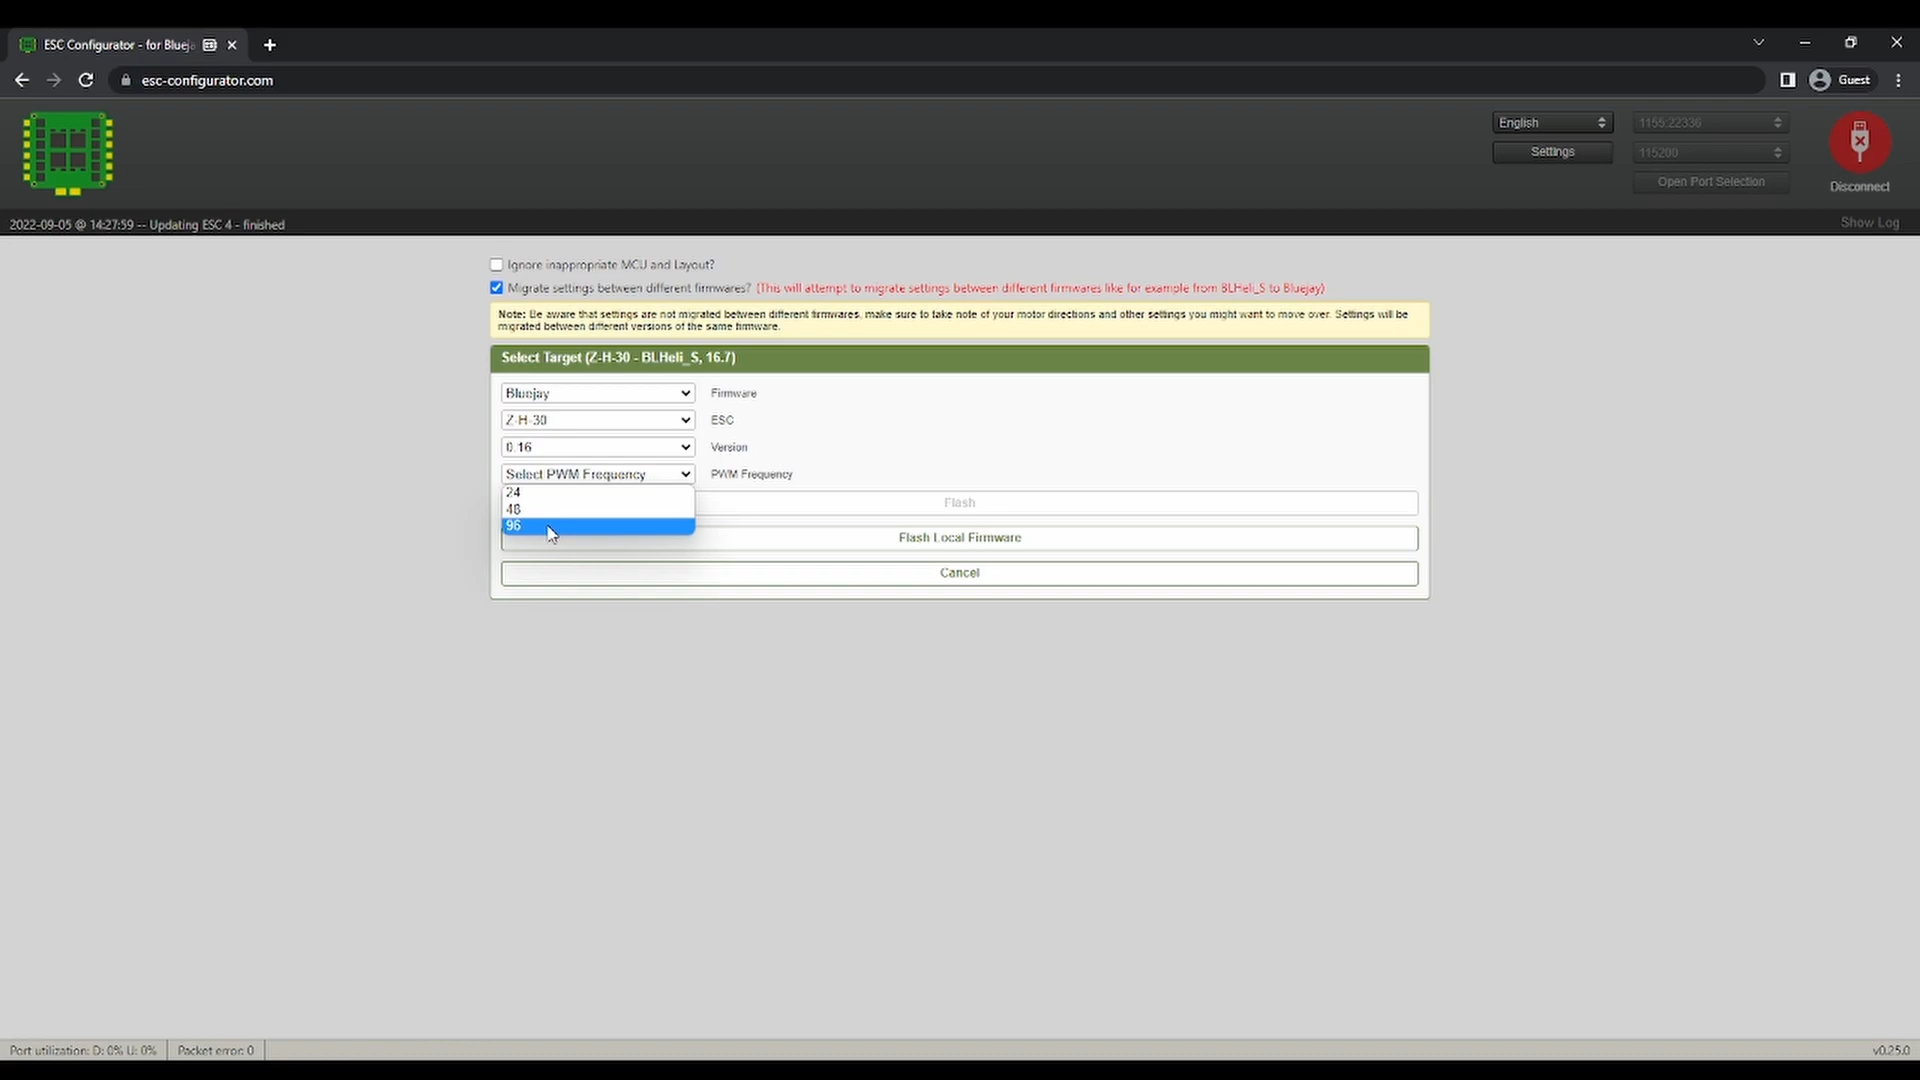 ESC Configurator - for Blueja
esc-configurator.com
Guest
English
1155:22336
Settings
115200
Open Port Selection
Disconnect
2022-09-05 @ 14:27:59 -- Updating ESC 4 - finished
Show Log
Ignore inappropriate MCU and Layout?
Migrate settings between different firmwares? (This will attempt to migrate settings between different firmwares like for example from BLHeli_S to Bluejay)
Note: Be aware that settings are not migrated between different firmwares, make sure to take note of your motor directions and other settings you might want to move over. Settings will be
migrated between different versions of the same firmware.
Select Target (Z-H-30 - BLHeli_S, 16.7)
Bluejay Firmware
Z-H-30 ESC
0.16 Version
Select PWM Frequency PWM Frequency
24
48
96
Flash
Flash Local Firmware
Cancel
Port utilization: D: 0% U: 0% Packet error: 0 v0.25.0